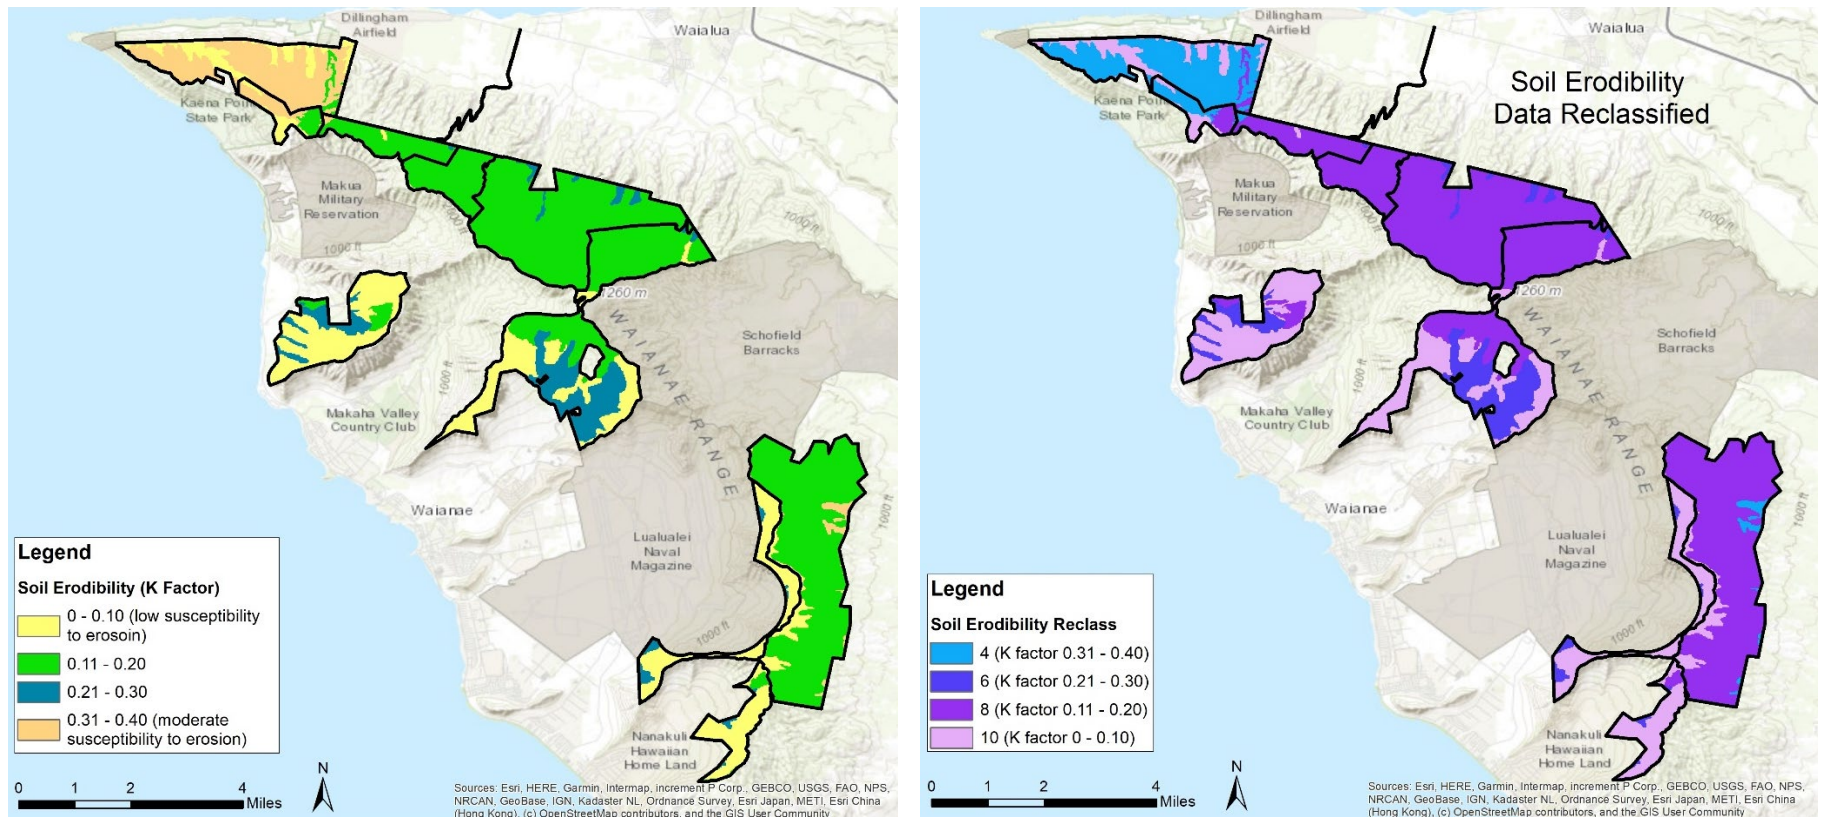 Dillingham
Airfield
Waialua
Kaena Point
State Park
Makua
Military
Reservation
1000 ft
1000 ft
1000 ft
1260 m
WAIANAE RANGE
Schofield
Barracks
1000 ft
Makaha Valley
Country Club
Waianae
Lualualei
Naval
Magazine
1000 ft
1000 ft
Nanakuli
Hawaiian
Home Land
Legend
Soil Erodibility (K Factor)
0 - 0.10 (low susceptibility
to erosoin)
0.11 - 0.20
0.21 - 0.30
0.31 - 0.40 (moderate
susceptibility to erosion)
0 1 2 4
Miles
N
Sources: Esri, HERE, Garmin, Intermap, increment P Corp., GEBCO, USGS, FAO, NPS,
NRCAN, GeoBase, IGN, Kadaster NL, Ordnance Survey, Esri Japan, METI, Esri China
(Hong Kong), (c) OpenStreetMap contributors, and the GIS User Community
Dillingham
Airfield
Waialua
Soil Erodibility
Data Reclassified
Kaena Point
State Park
Makua
Military
Reservation
1000 ft
1000 ft
1000 ft
1260 m
WAIANAE RANGE
Schofield
Barracks
1000 ft
Makaha Valley
Country Club
Waianae
Lualualei
Naval
Magazine
1000 ft
1000 ft
Nanakuli
Hawaiian
Home Land
Legend
Soil Erodibility Reclass
4 (K factor 0.31 - 0.40)
6 (K factor 0.21 - 0.30)
8 (K factor 0.11 - 0.20)
10 (K factor 0 - 0.10)
0 1 2 4
Miles
N
Sources: Esri, HERE, Garmin, Intermap, increment P Corp., GEBCO, USGS, FAO, NPS,
NRCAN, GeoBase, IGN, Kadaster NL, Ordnance Survey, Esri Japan, METI, Esri China
(Hong Kong), (c) OpenStreetMap contributors, and the GIS User Community